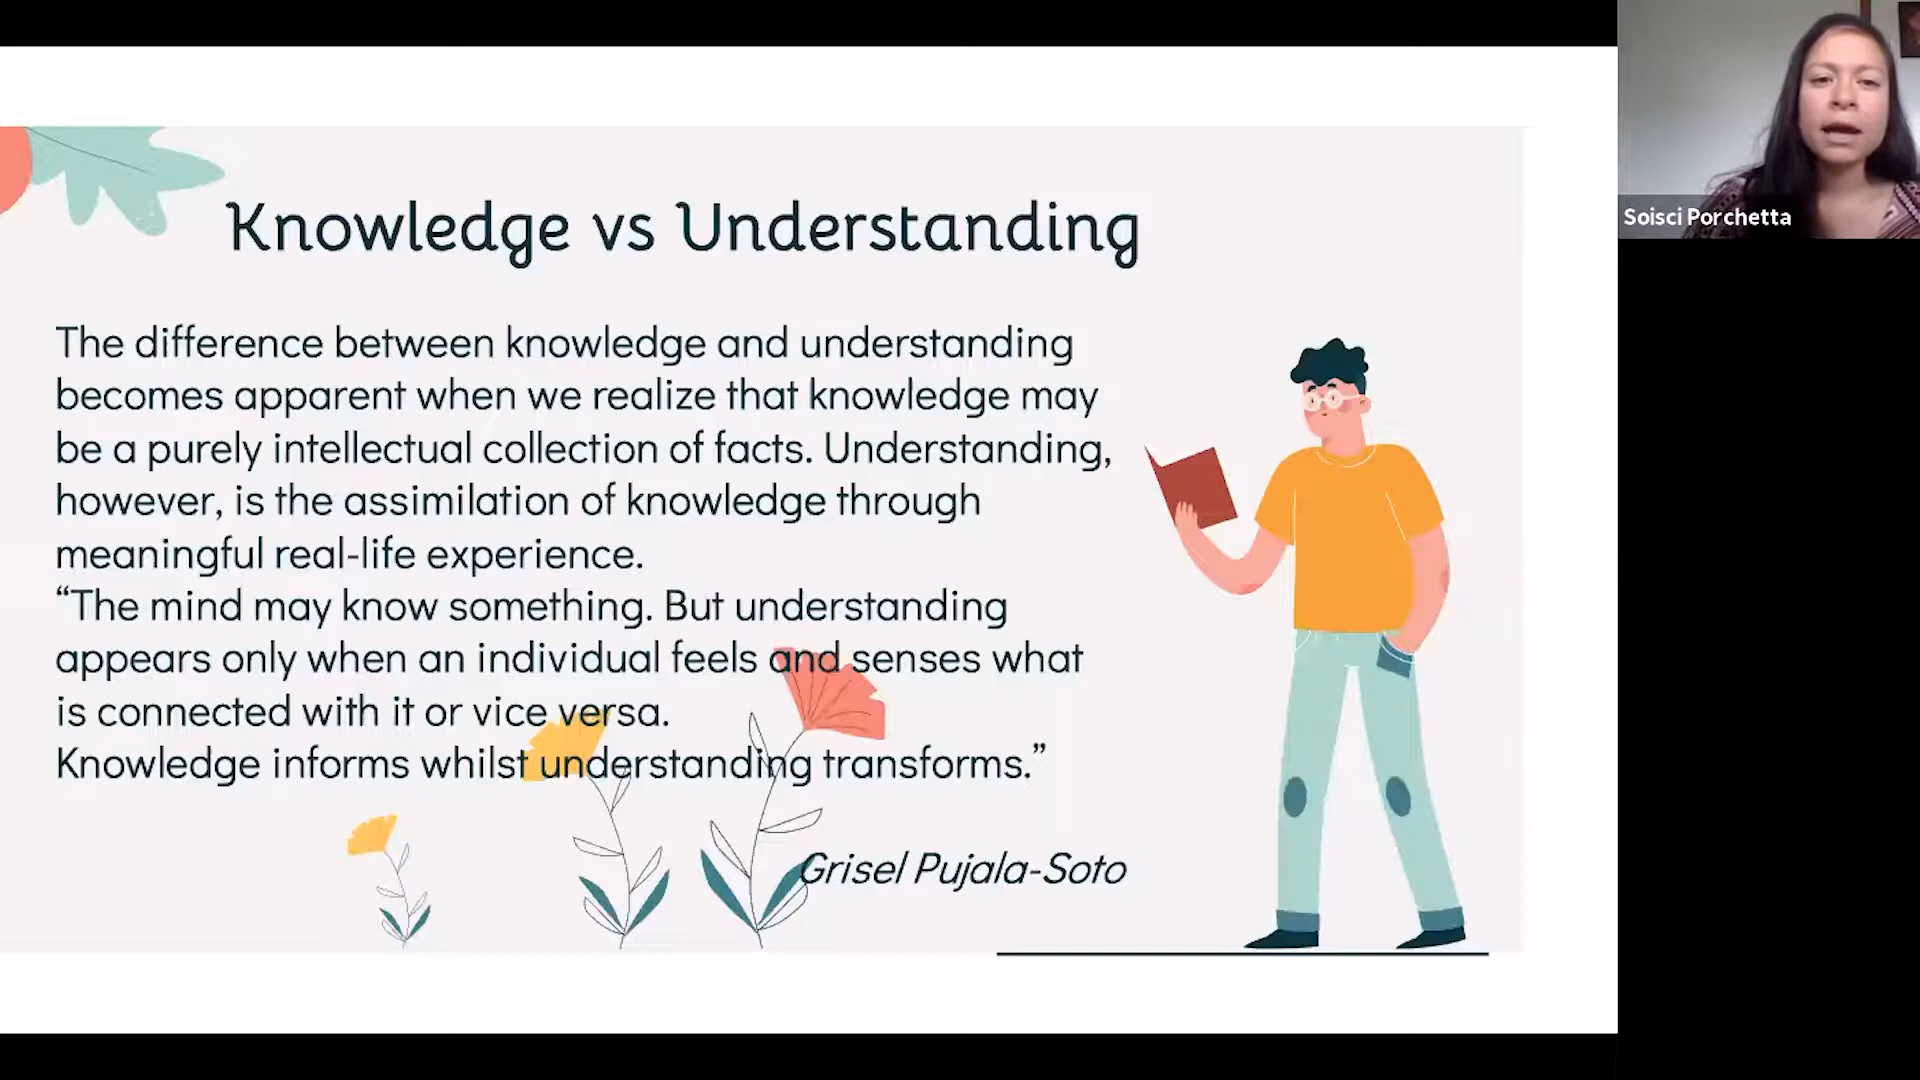 Knowledge vs Understanding
The difference between knowledge and understanding
becomes apparent when we realize that knowledge may
be a purely intellectual collection of facts. Understanding,
however, is the assimilation of knowledge through
meaningful real-life experience.
“The mind may know something. But understanding
appears only when an individual feels and senses what
is connected with it or vice versa.
Knowledge informs whilst understanding transforms.”
Grisel Pujala-Soto
Soisci Porchetta